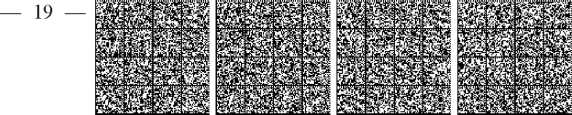 — 19 —